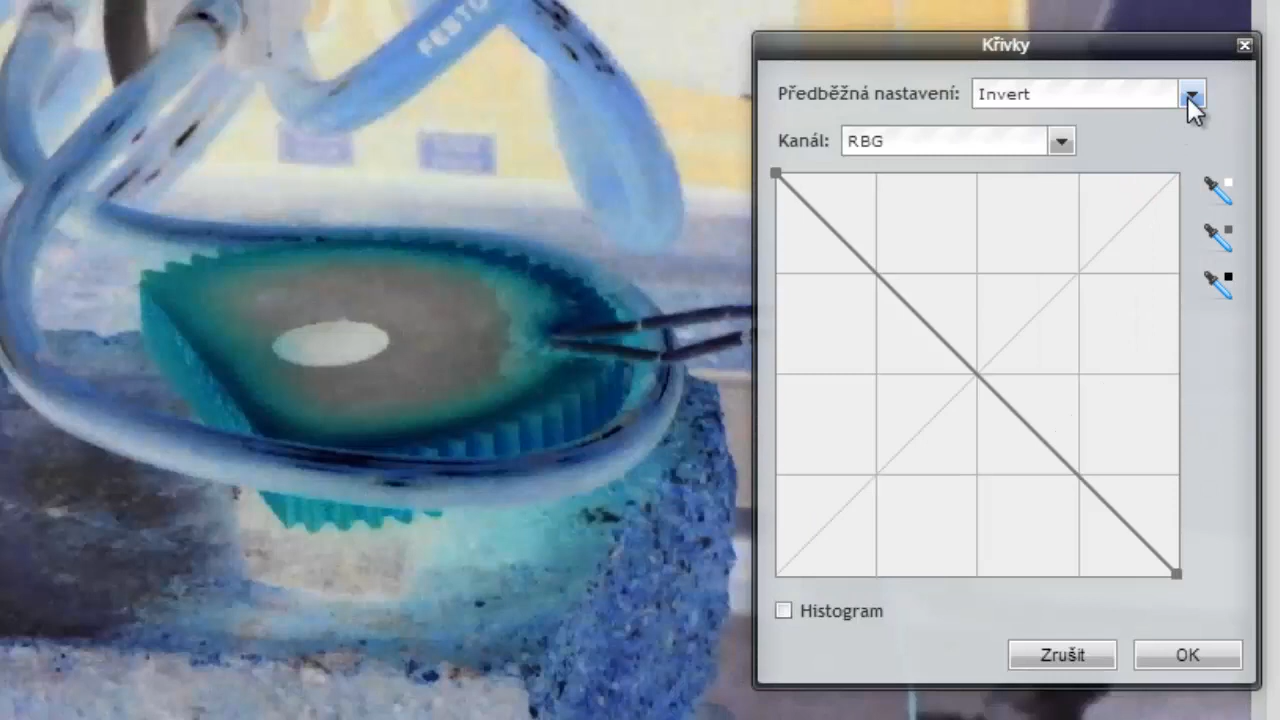 FESTO
Křivky
Předběžná nastavení: Invert
Kanál: RBG
Histogram
Zrušit OK